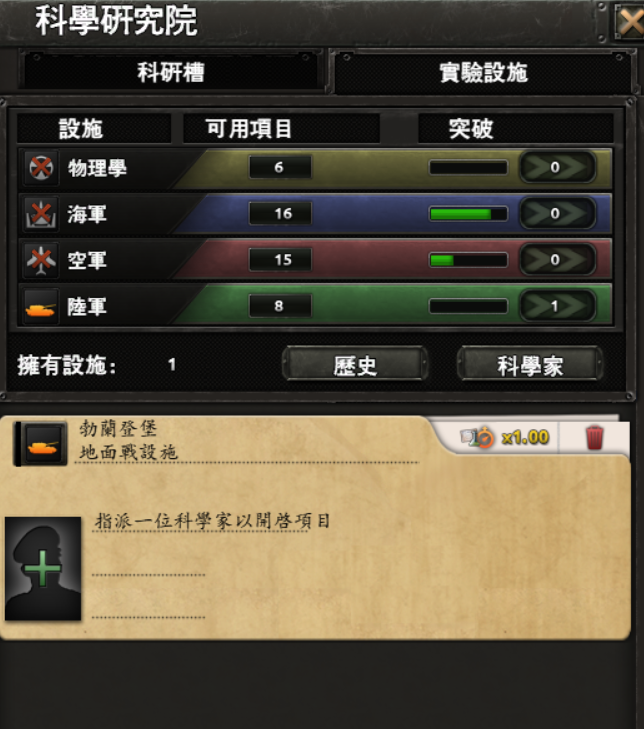 科學研究院
科研槽 實驗設施
設施 可用項目 突破
物理學 6 0
海軍 16 0
空軍 15 0
陸軍 8 1
擁有設施: 1 歷史 科學家
勃蘭登堡 x1.00
地面戰設施
指派一位科學家以開啓項目